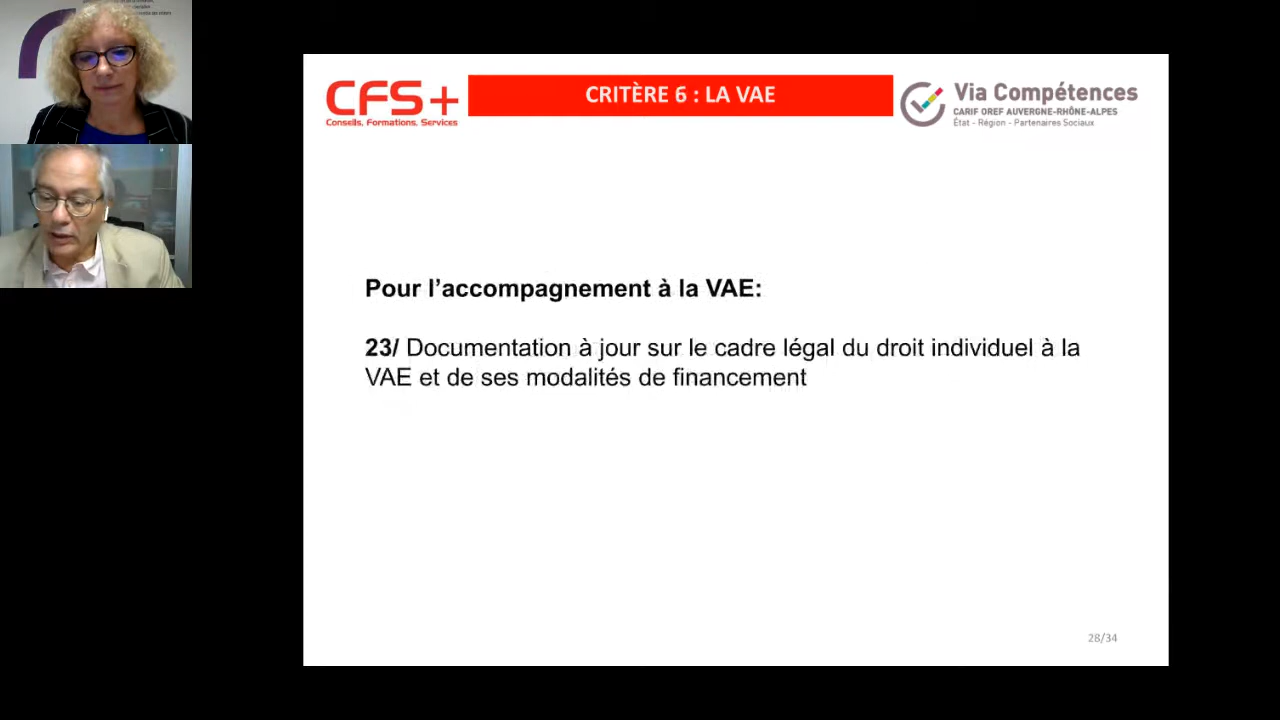 CFS+
Conseils, Formations, Services
CRITÈRE 6 : LA VAE
Via Compétences
CARIF OREF AUVERGNE-RHÔNE-ALPES
État - Région - Partenaires Sociaux
Pour l’accompagnement à la VAE:
23/ Documentation à jour sur le cadre légal du droit individuel à la
VAE et de ses modalités de financement
28/34